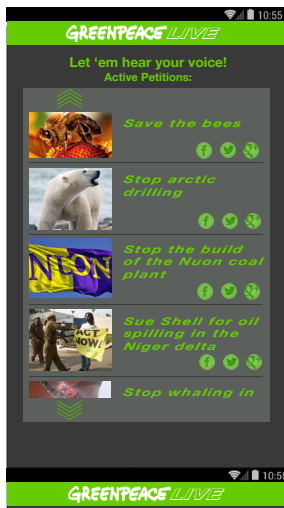 10:55
GREENPEACE LIVE
Let ‘em hear your voice!
Active Petitions:
Save the bees
Stop arctic
drilling
NUON
Stop the build
of the Nuon coal
plant
ACT
NOW!
Sue Shell for oil
spilling in the
Niger delta
Stop whaling in
10:55
GREENPEACE LIVE